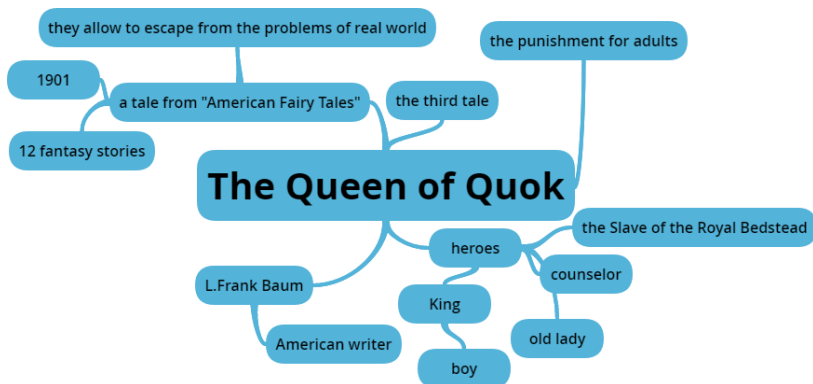 they allow to escape from the problems of real world
the punishment for adults
1901
a tale from "American Fairy Tales"
the third tale
12 fantasy stories
The Queen of Quok
the Slave of the Royal Bedstead
heroes
counselor
L.Frank Baum
King
old lady
American writer
boy